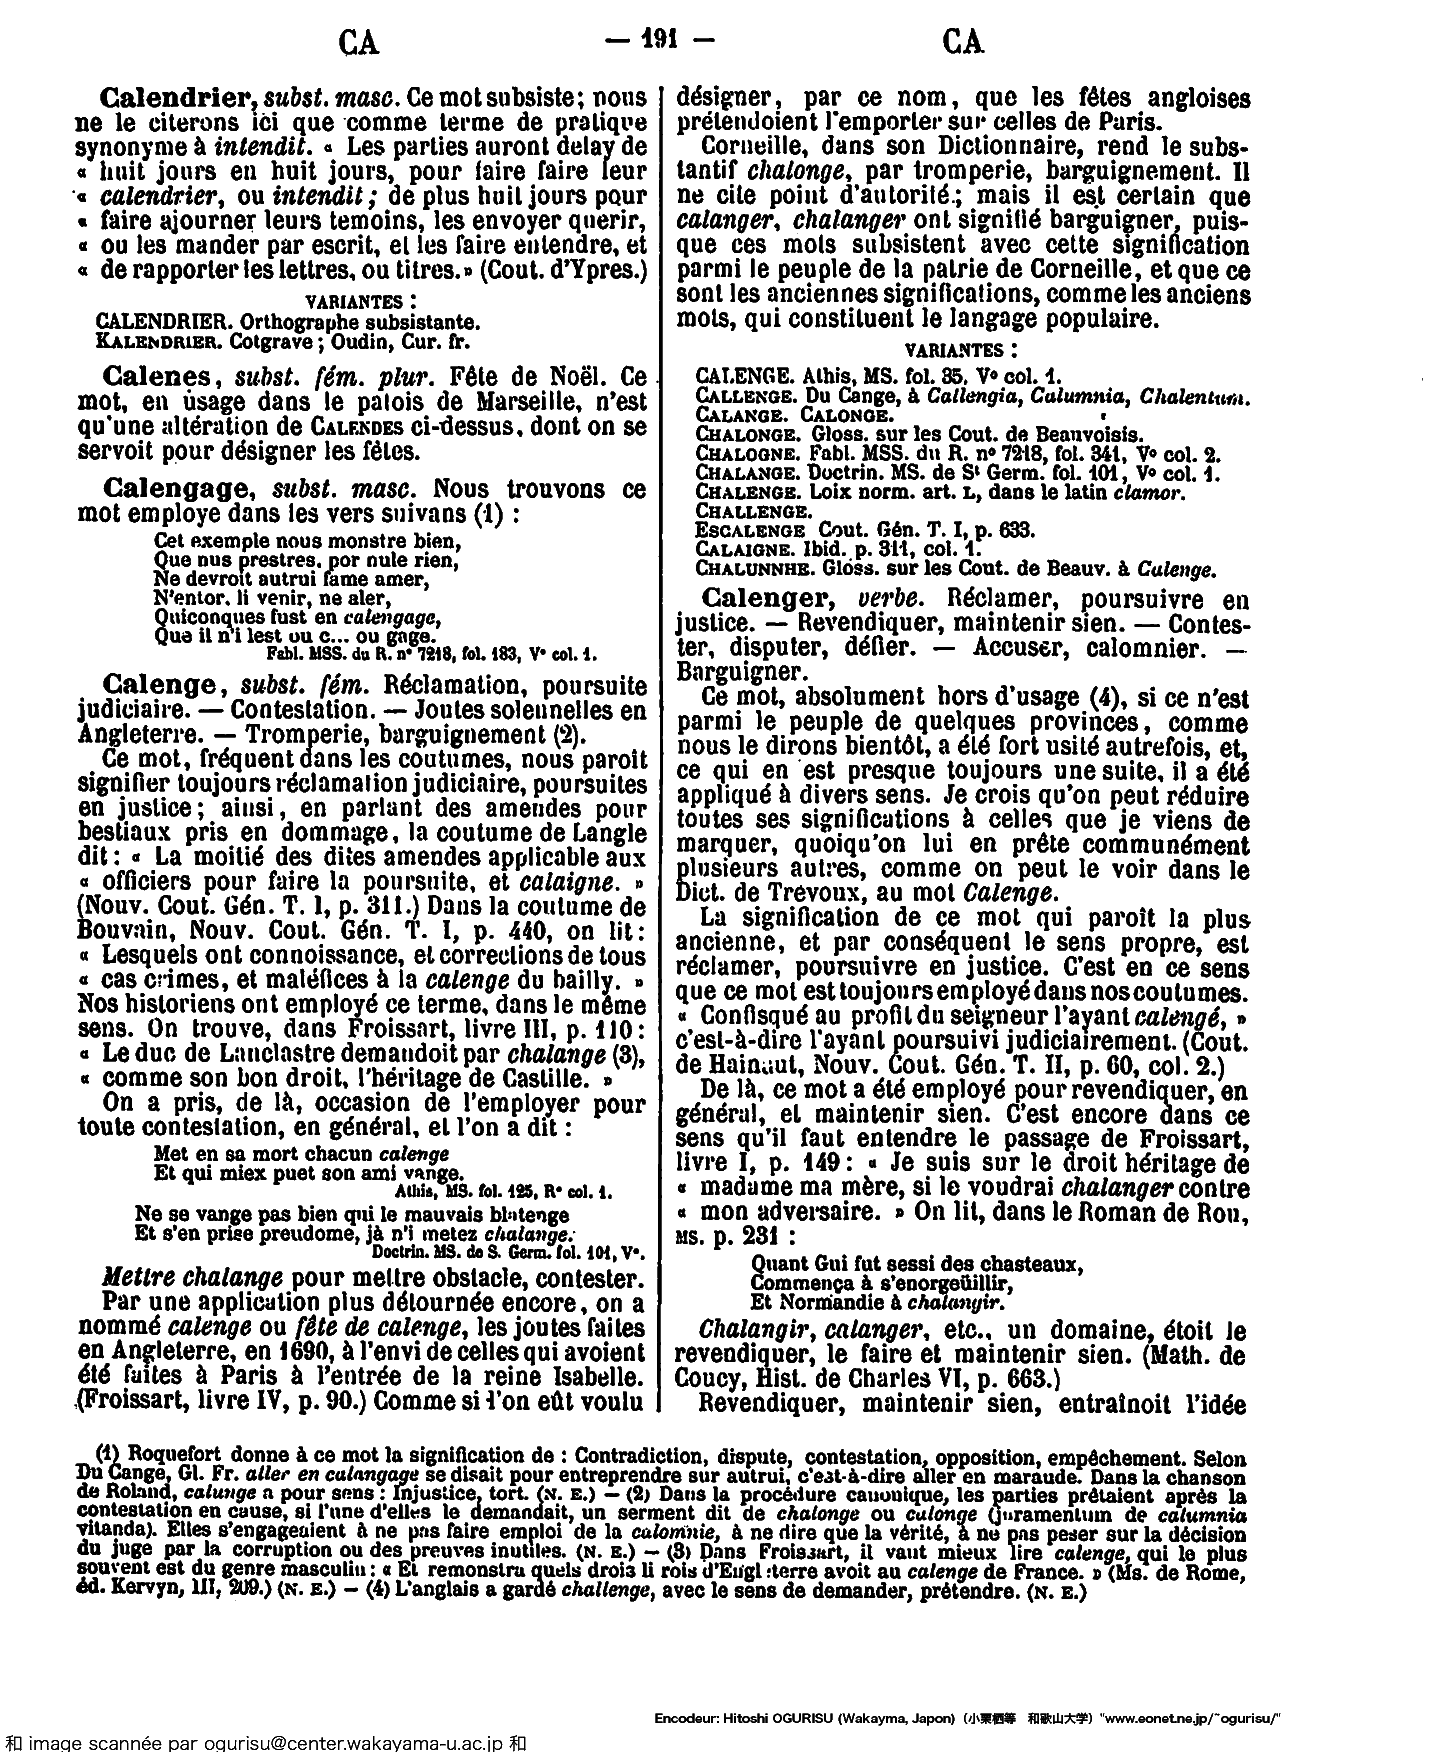 CA — 191 — CA
Calendrier, subst. masc. Ce mot subsiste; nous
ne le citerons ici que comme terme de pratique
synonyme à intendit. « Les parties auront delay de
« huit jours en huit jours, pour faire faire leur
« calendrier, ou intendit; de plus huit jours pour
« faire ajourner leurs temoins, les envoyer querir,
« ou les mander par escrit, et les faire entendre, et
« de rapporter les lettres, ou titres. » (Cout. d'Ypres.)
VARIANTES :
CALENDRIER. Orthographe subsistante.
KALENDRIER. Cotgrave; Oudin, Cur. fr.
Calenes, subst. fém. plur. Fête de Noël. Ce
mot, en usage dans le patois de Marseille, n'est
qu'une altération de CALENDES ci-dessus, dont on se
servoit pour désigner les fêtes.
Calengage, subst. masc. Nous trouvons ce
mot employe dans les vers suivans (1) :
Cet exemple nous monstre bien,
Que nus prestres, por nule rien,
Ne devroit autrui fame amer,
N'entor. li venir, ne aler,
Quiconques fust en calengage,
Que il n'i lest ou c... ou gage.
Fabl. MSS. du R. n° 7218, fol. 183, V° col. 1.
Calenge, subst. fém. Réclamation, poursuite
judiciaire. — Contestation. — Joutes solennelles en
Angleterre. — Tromperie, barguignement (2).
Ce mot, fréquent dans les coutumes, nous paroit
signifier toujours réclamation judiciaire, poursuites
en justice; ainsi, en parlant des amendes pour
bestiaux pris en dommage, la coutume de Langle
dit : « La moitié des dites amendes applicable aux
« officiers pour faire la poursuite, et calaigne. »
(Nouv. Cout. Gén. T. I, p. 311.) Dans la coutume de
Bouvain, Nouv. Cout. Gén. T. I, p. 440, on lit :
« Lesquels ont connoissance, et corrections de tous
« cas crimes, et maléfices à la calenge du bailly. »
Nos historiens ont employé ce terme, dans le même
sens. On trouve, dans Froissart, livre III, p. 110 :
« Le duc de Lanclastre demandoit par chalange (3),
« comme son bon droit, l'héritage de Castille. »
On a pris, de là, occasion de l'employer pour
toute contestation, en général, et l'on a dit :
Met en sa mort chacun calenge
Et qui miex puet son ami vange.
Athis, MS. fol. 125, R° col. 1.
Ne se vange pas bien qui le mauvais blatenge
Et s'en prise preudome, jà n'i metez chalange.
Doctrin. MS. de S. Germ. fol. 101, V°.
Mettre chalange pour mettre obstacle, contester.
Par une application plus détournée encore, on a
nommé calenge ou fête de calenge, les joutes faites
en Angleterre, en 1690, à l'envi de celles qui avoient
été faites à Paris à l'entrée de la reine Isabelle.
(Froissart, livre IV, p. 90.) Comme si l'on eût voulu
désigner, par ce nom, que les fêtes angloises
prétendoient l'emporter sur celles de Paris.
Corneille, dans son Dictionnaire, rend le subs-
tantif chalonge, par tromperie, barguignement. Il
ne cite point d'autorité; mais il est certain que
calanger, chalanger ont signifié barguigner, puis-
que ces mots subsistent avec cette signification
parmi le peuple de la patrie de Corneille, et que ce
sont les anciennes significations, comme les anciens
mots, qui constituent le langage populaire.
VARIANTES :
CALENGE. Athis, MS. fol. 35, V° col. 1.
CALLENGE. Du Cange, à Callengia, Calumnia, Chalentum.
CALANGE. CALONGE.
CHALONGE. Gloss. sur les Cout. de Beauvoisis.
CHALOGNE. Fabl. MSS. du R. n° 7218, fol. 341, V° col. 2.
CHALANGE. Doctrin. MS. de St Germ. fol. 101, V° col. 1.
CHALENGE. Loix norm. art. L, dans le latin clamor.
CHALLENGE.
ESCALENGE Cout. Gén. T. I, p. 633.
CALAIGNE. Ibid. p. 311, col. 1.
CHALUNNHE. Gloss. sur les Cout. de Beauv. à Calenge.
Calenger, verbe. Réclamer, poursuivre en
justice. — Revendiquer, maintenir sien. — Contes-
ter, disputer, défier. — Accuser, calomnier. —
Barguigner.
Ce mot, absolument hors d'usage (4), si ce n'est
parmi le peuple de quelques provinces, comme
nous le dirons bientôt, a été fort usité autrefois, et,
ce qui en est presque toujours une suite, il a été
appliqué à divers sens. Je crois qu'on peut réduire
toutes ses significations à celles que je viens de
marquer, quoiqu'on lui en prête communément
plusieurs autres, comme on peut le voir dans le
Dict. de Trevoux, au mot Calenge.
La signification de ce mot qui paroît la plus
ancienne, et par conséquent le sens propre, est
réclamer, poursuivre en justice. C'est en ce sens
que ce mot est toujours employé dans nos coutumes.
« Confisqué au profit du seigneur l'ayant calengé, »
c'est-à-dire l'ayant poursuivi judiciairement. (Cout.
de Hainaut, Nouv. Cout. Gén. T. II, p. 60, col. 2.)
De là, ce mot a été employé pour revendiquer, en
général, et maintenir sien. C'est encore dans ce
sens qu'il faut entendre le passage de Froissart,
livre I, p. 149 : « Je suis sur le droit héritage de
« madame ma mère, si le voudrai chalanger contre
« mon adversaire. » On lit, dans le Roman de Rou,
MS. p. 231 :
Quant Gui fut sessi des chasteaux,
Commença à s'enorgeüillir,
Et Normandie à chalangir.
Chalangir, calanger, etc., un domaine, étoit le
revendiquer, le faire et maintenir sien. (Math. de
Coucy, Hist. de Charles VI, p. 663.)
Revendiquer, maintenir sien, entraînoit l'idée
(1) Roquefort donne à ce mot la signification de : Contradiction, dispute, contestation, opposition, empêchement. Selon
Du Cange, Gl. Fr. aller en calangage se disait pour entreprendre sur autrui, c'est-à-dire aller en maraude. Dans la chanson
de Roland, calunge a pour sens : Injustice, tort. (N. E.) — (2) Dans la procédure canonique, les parties prêtaient après la
contestation en cause, si l'une d'elles le demandait, un serment dit de chalonge ou calonge (juramentum de calumnia
vitanda). Elles s'engageaient à ne pas faire emploi de la calomnie, à ne dire que la vérité, à ne pas peser sur la décision
du juge par la corruption ou des preuves inutiles. (N. E.) — (3) Dans Froissart, il vaut mieux lire calenge, qui le plus
souvent est du genre masculin : « Et remonstra quels drois li rois d'Engleterre avoit au calenge de France. » (Ms. de Rome,
éd. Kervyn, III, 209.) (N. E.) — (4) L'anglais a gardé challenge, avec le sens de demander, prétendre. (N. E.)
Encodeur: Hitoshi OGURISU (Wakayma, Japon) (小栗栖等 和歌山大学) "www.eonet.ne.jp/~ogurisu/"
和 image scannée par ogurisu@center.wakayama-u.ac.jp 和